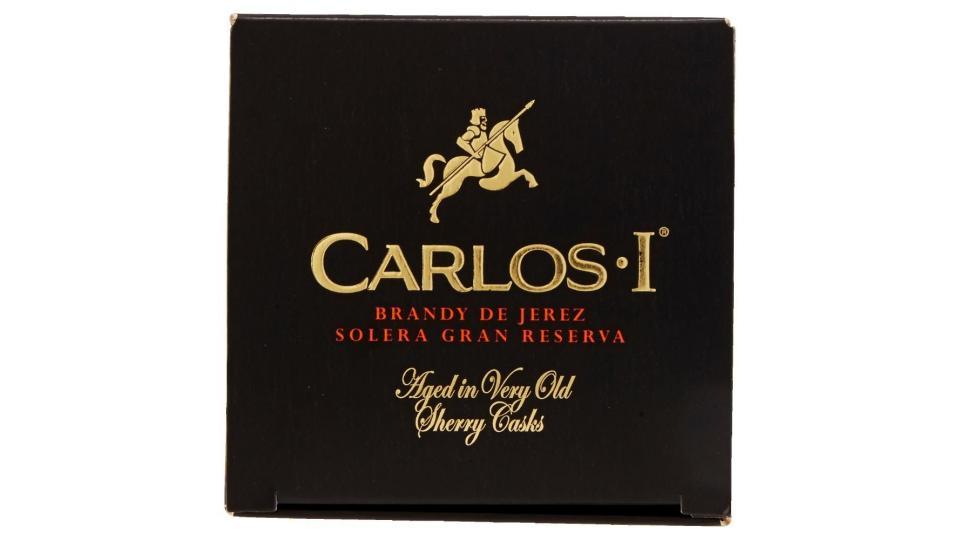 CARLOS·I®
BRANDY DE JEREZ
SOLERA GRAN RESERVA
Aged in Very Old
Sherry Casks